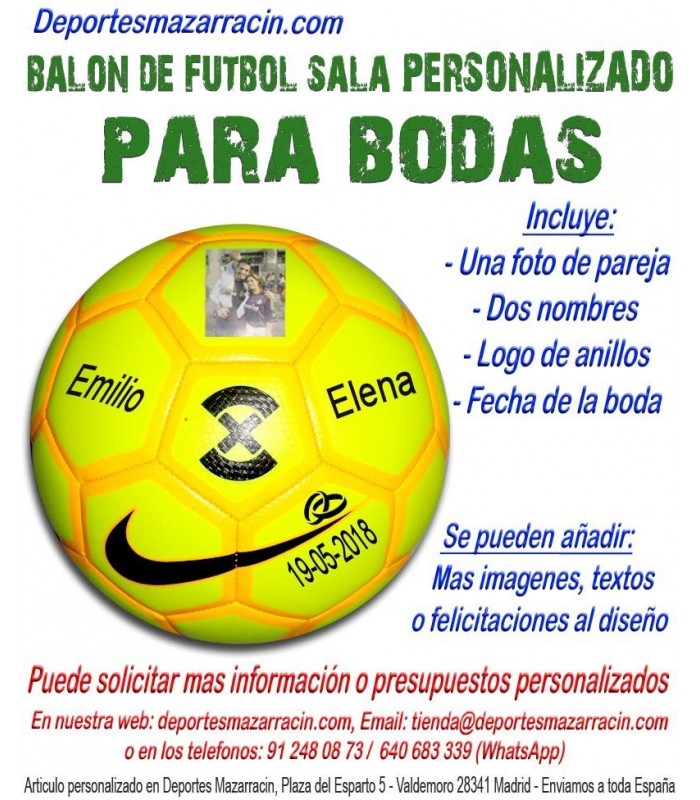 Deportesmazarracin.com
BALON DE FUTBOL SALA PERSONALIZADO
PARA BODAS
Incluye:
- Una foto de pareja
- Dos nombres
- Logo de anillos
- Fecha de la boda
Emilio
Elena
19-05-2018
Se pueden añadir:
Mas imagenes, textos
o felicitaciones al diseño
Puede solicitar mas información o presupuestos personalizados
En nuestra web: deportesmazarracin.com, Email: tienda@deportesmazarracin.com
o en los telefonos: 91 248 08 73 / 640 683 339 (WhatsApp)
Articulo personalizado en Deportes Mazarracin, Plaza del Esparto 5 - Valdemoro 28341 Madrid - Enviamos a toda España